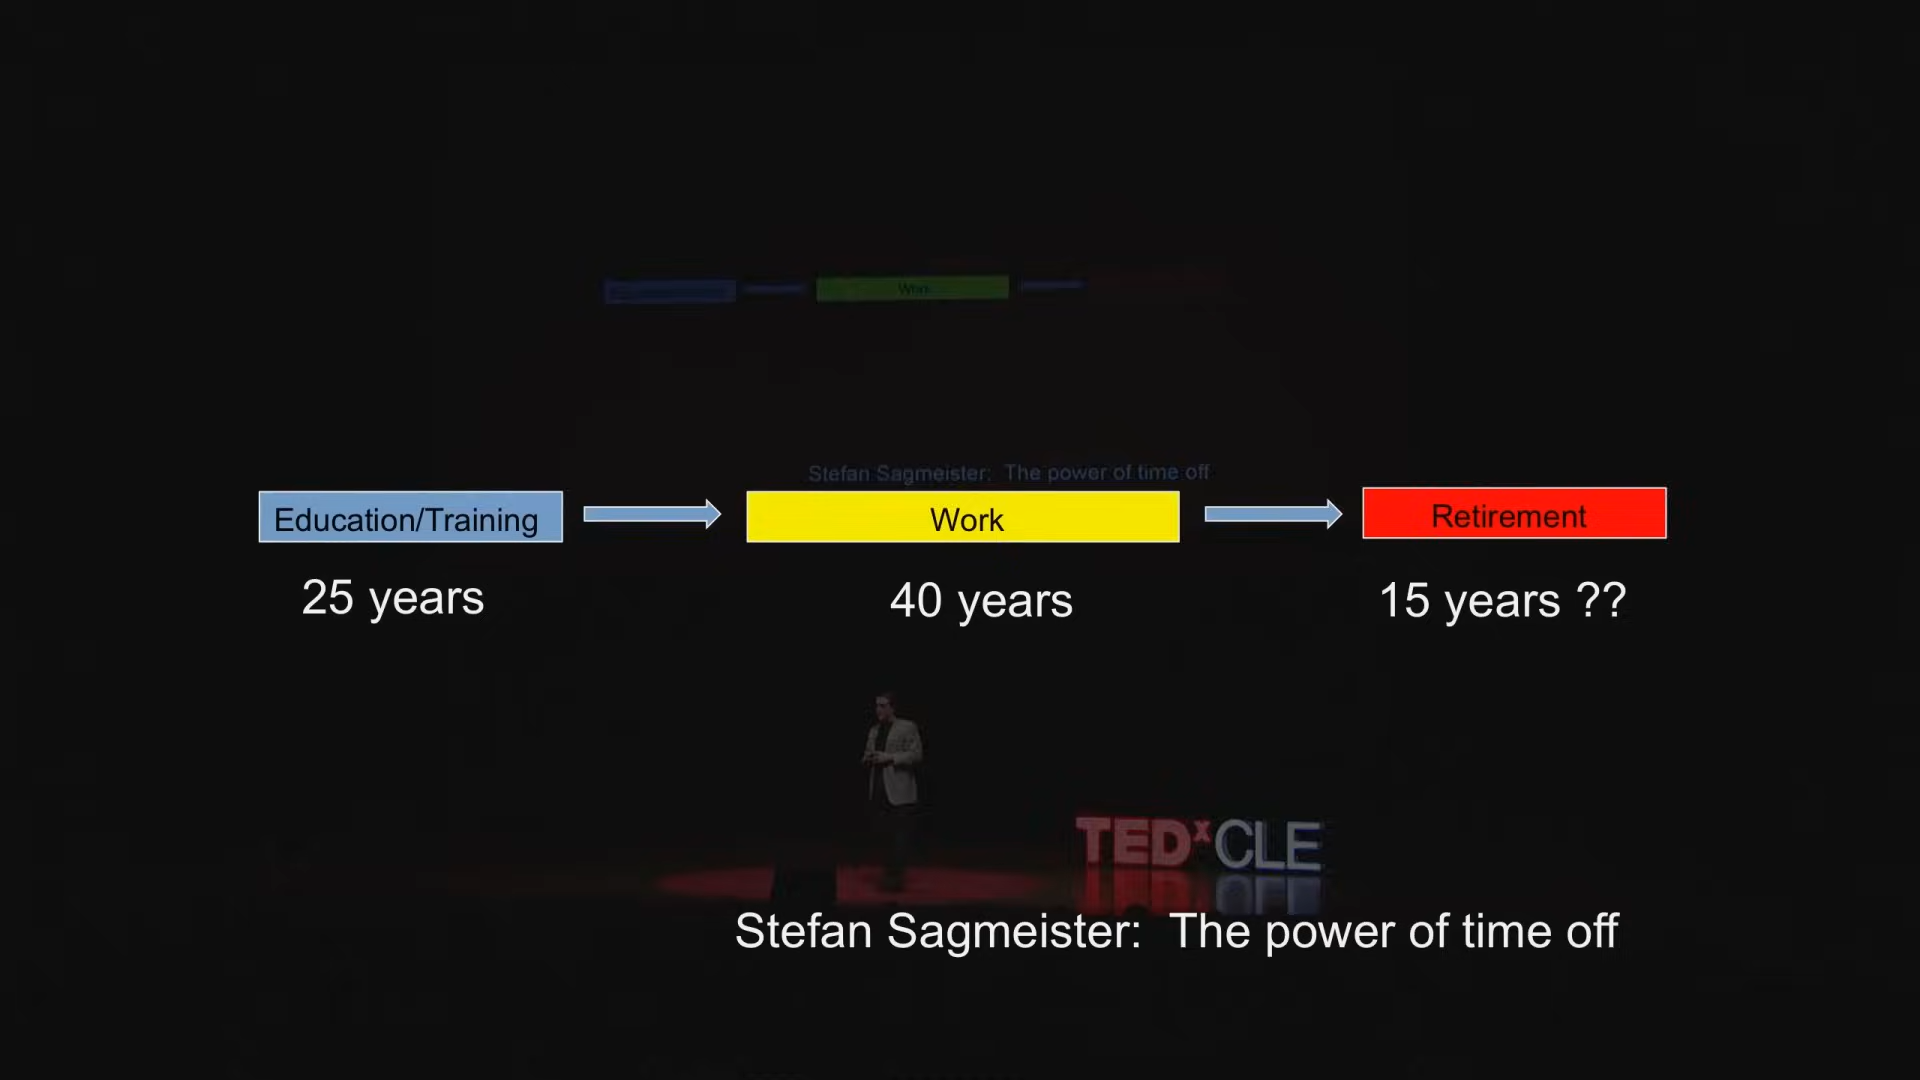 Work
Stefan Sagmeister: The power of time off
Education/Training
Work
Retirement
25 years
40 years
15 years ??
TEDxCLE
Stefan Sagmeister: The power of time off